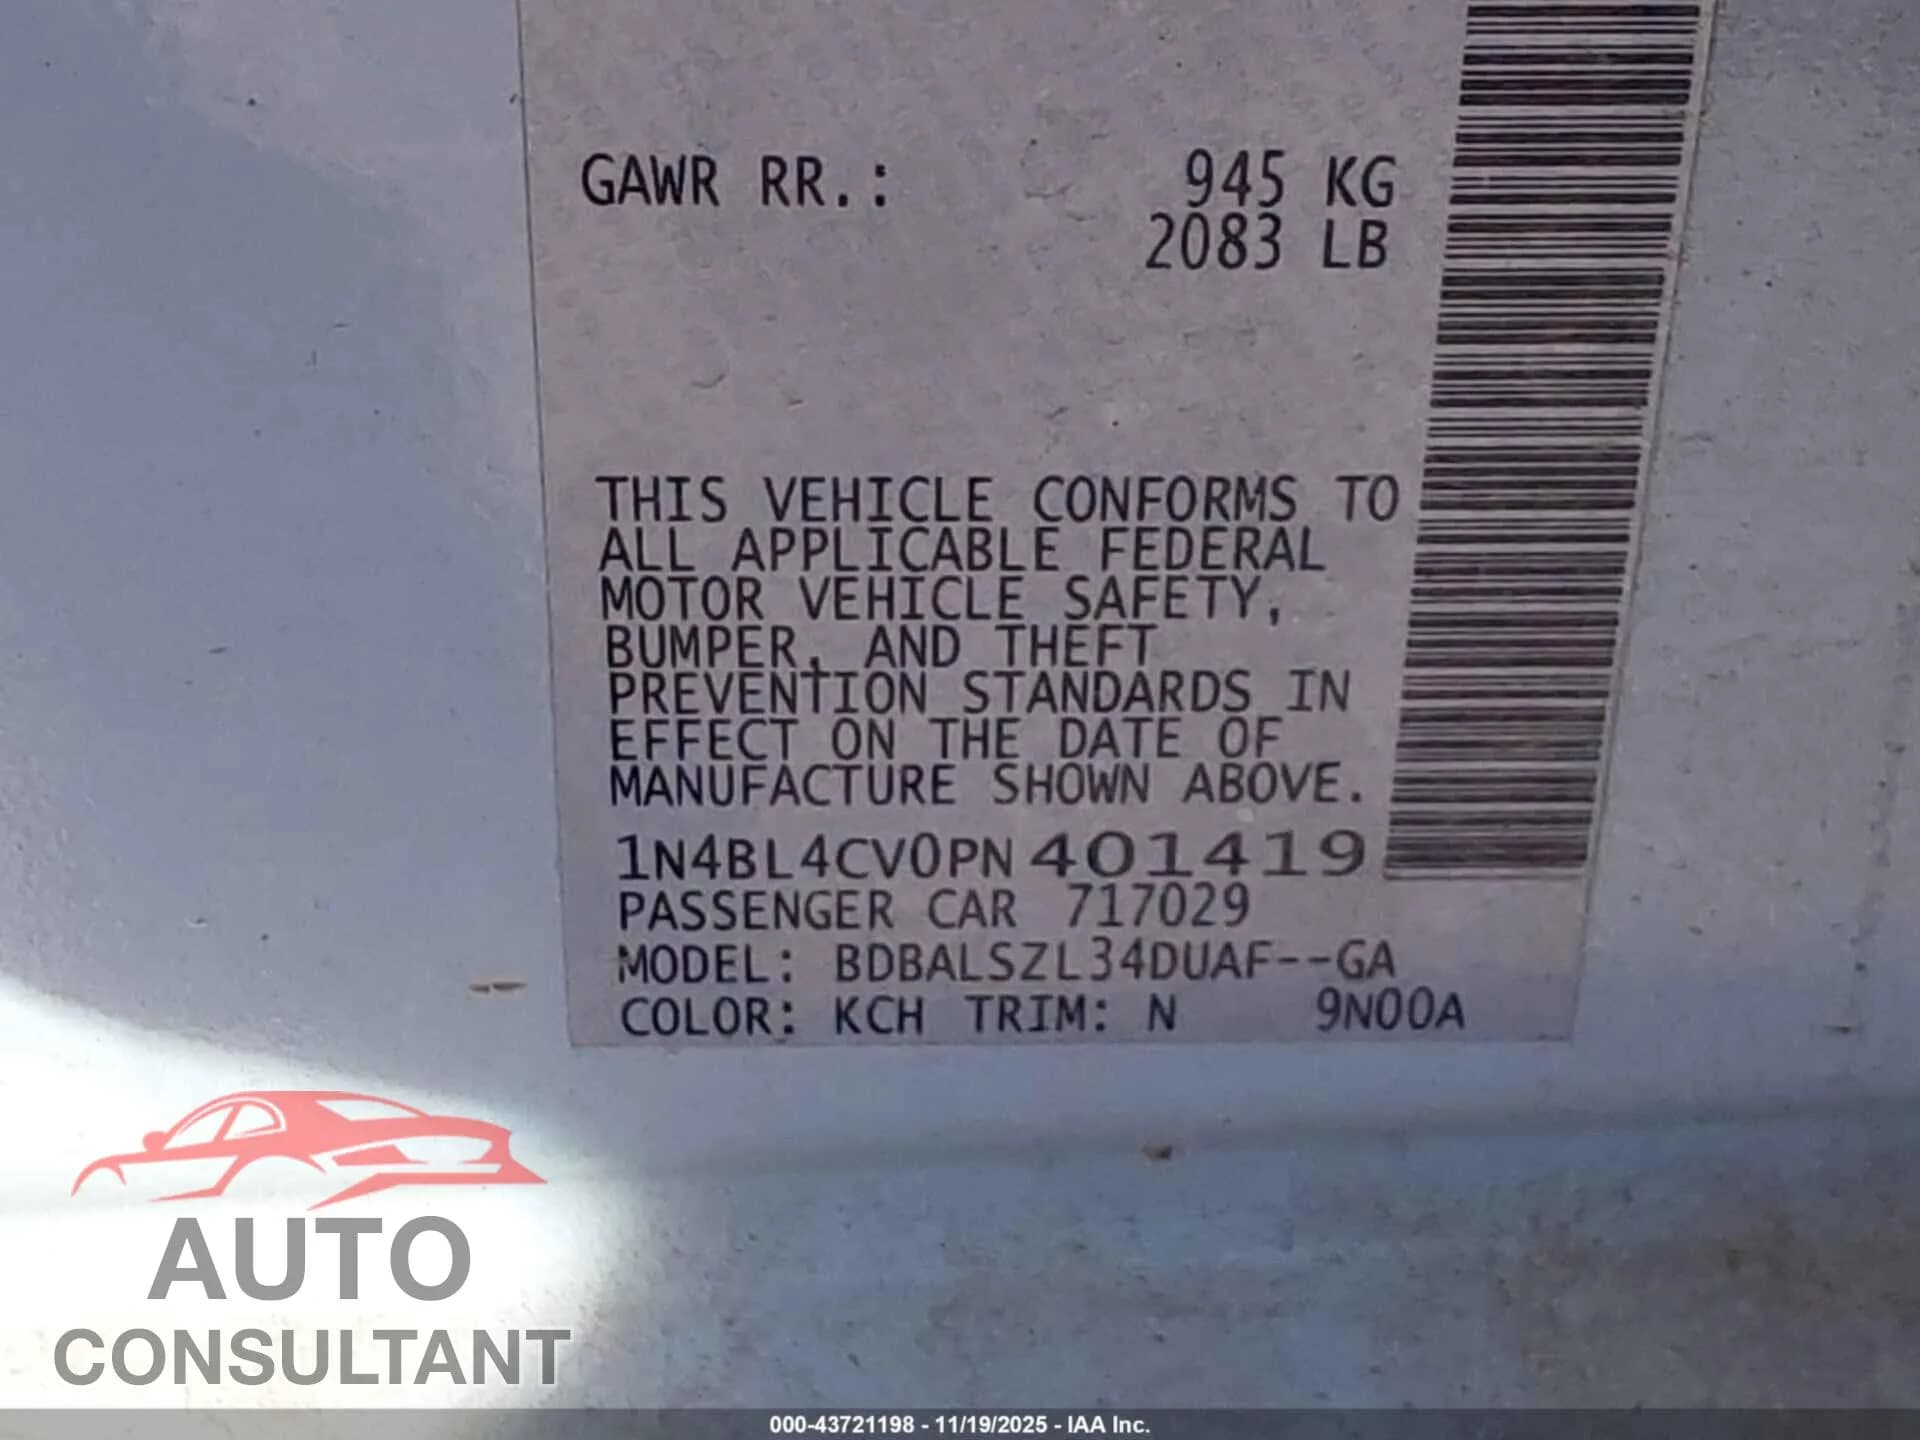 GAWR RR.: 945 KG
2083 LB
THIS VEHICLE CONFORMS TO
ALL APPLICABLE FEDERAL
MOTOR VEHICLE SAFETY,
BUMPER, AND THEFT
PREVENTION STANDARDS IN
EFFECT ON THE DATE OF
MANUFACTURE SHOWN ABOVE.
1N4BL4CV0PN401419
PASSENGER CAR 717029
MODEL: BDBALSZL34DUAF--GA
COLOR: KCH TRIM: N 9N00A
AUTO
CONSULTANT
000-43721198 - 11/19/2025 - IAA Inc.